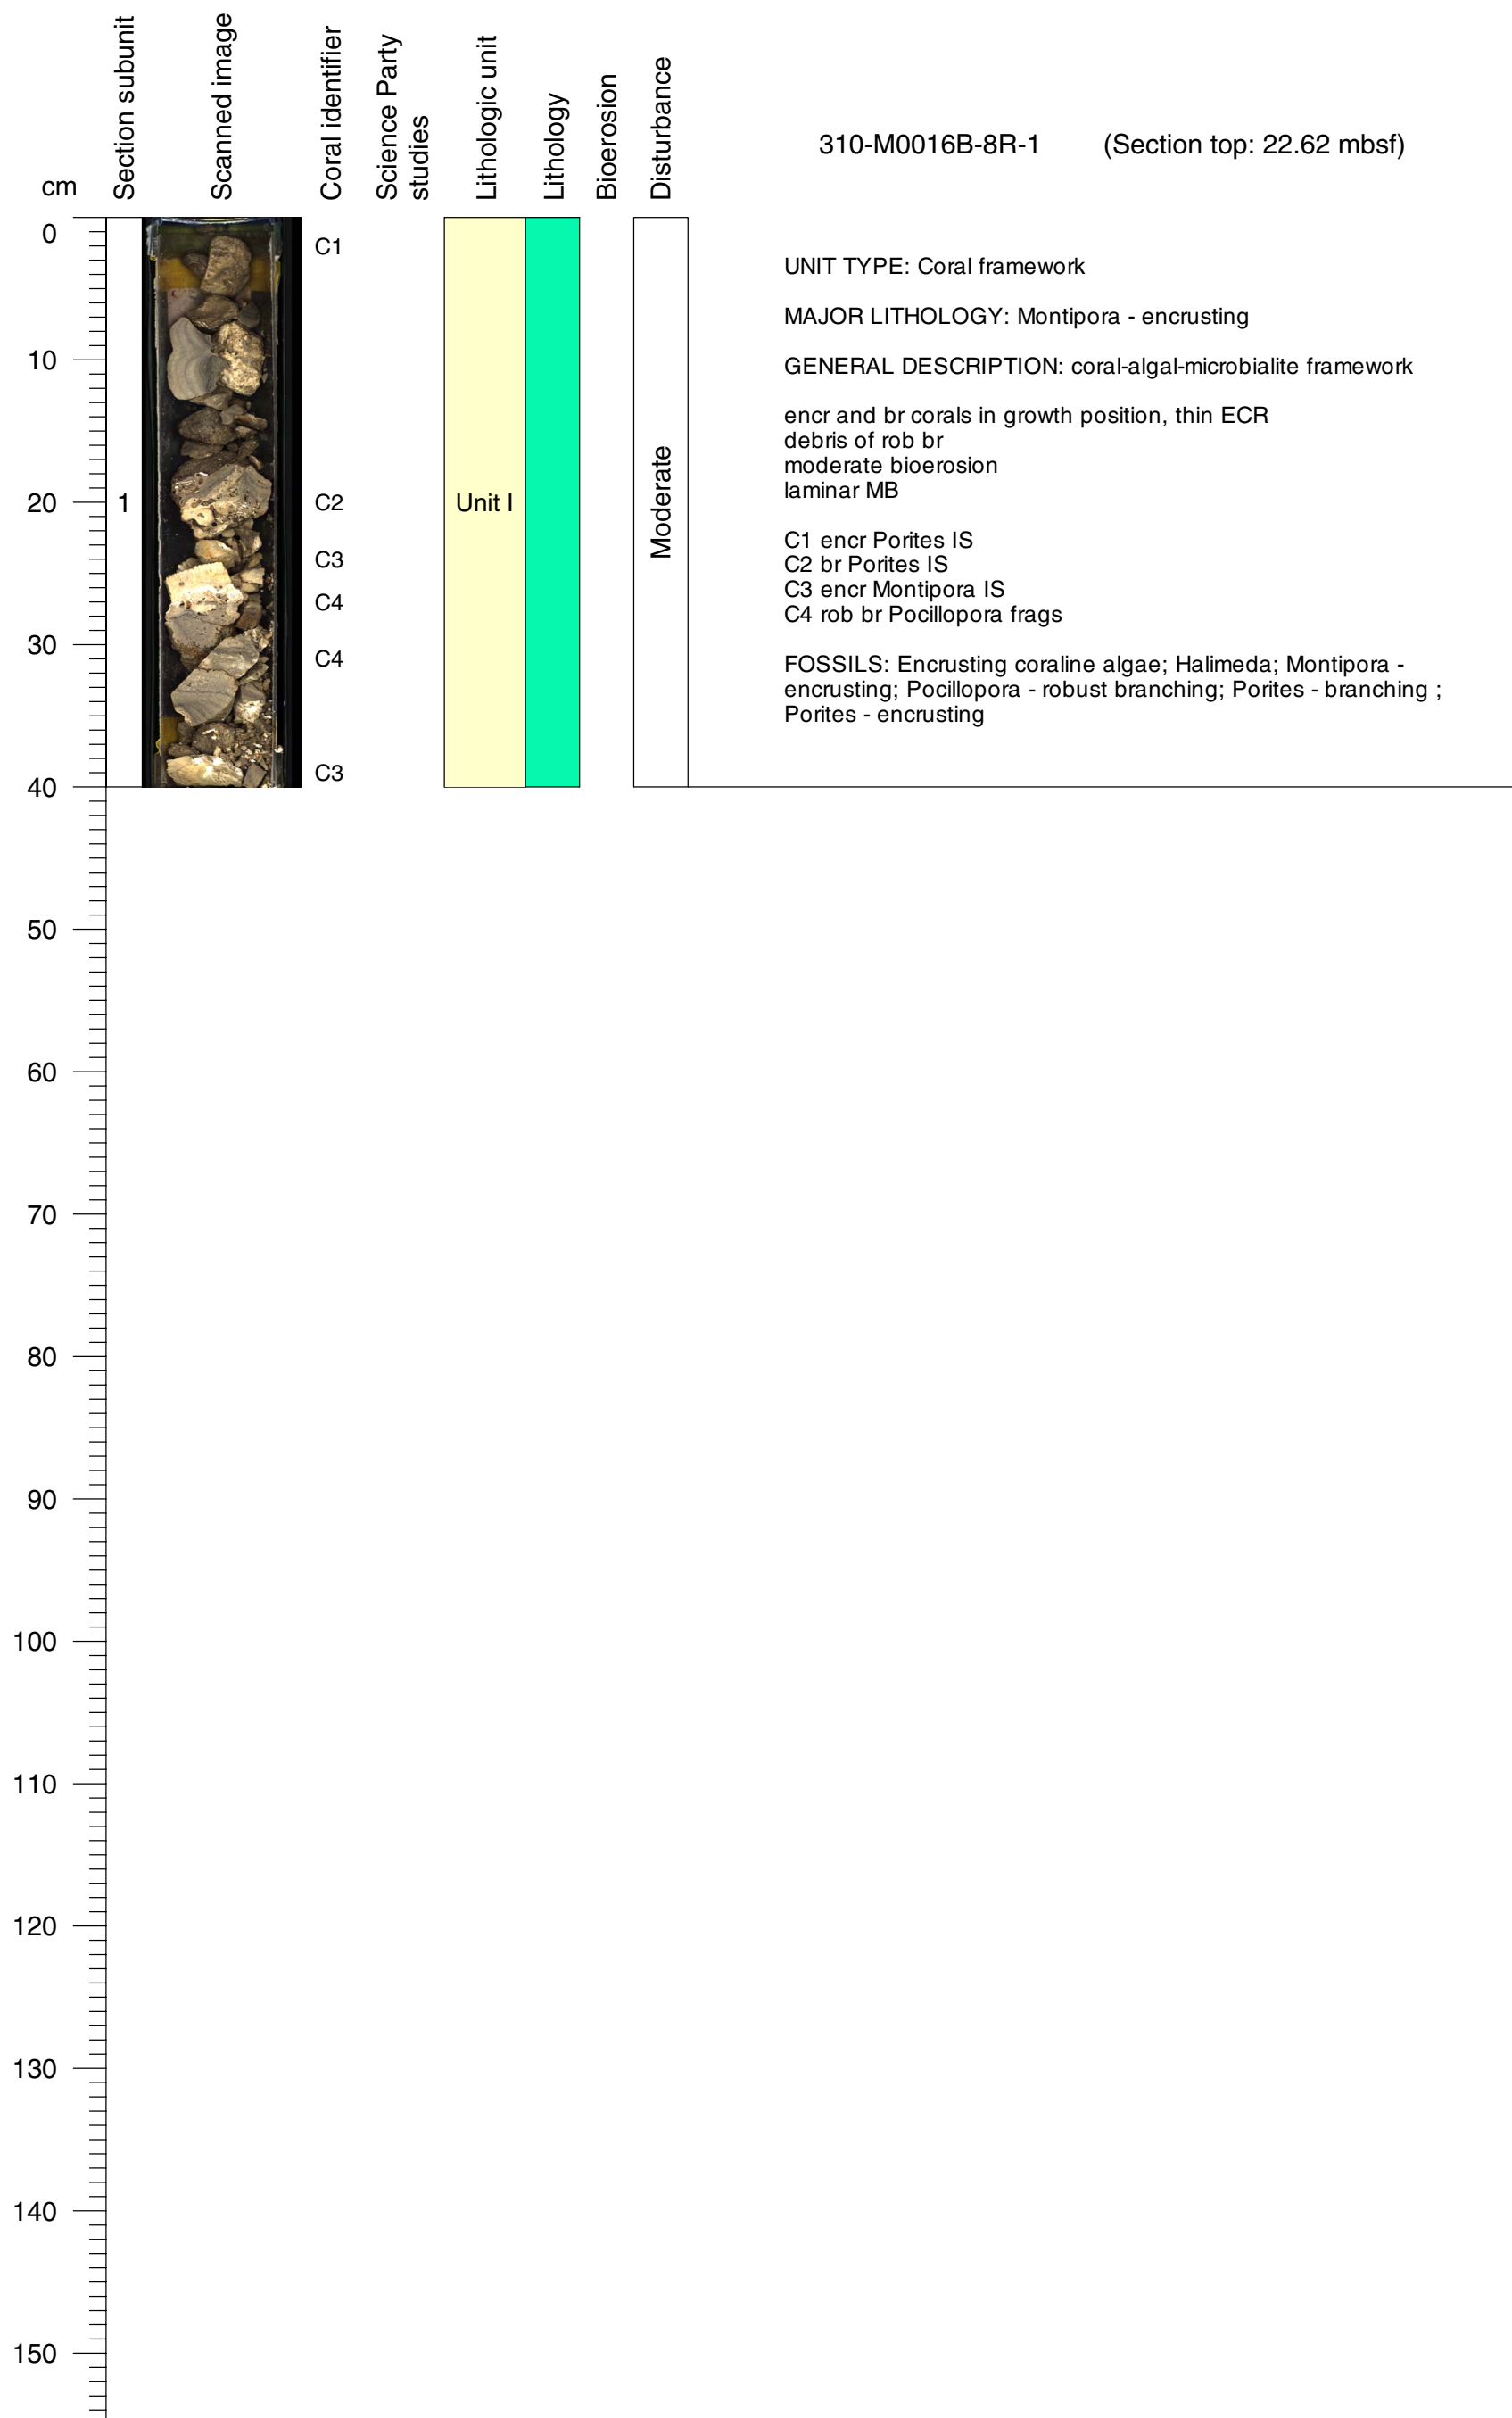 cm
Section subunit
Scanned image
Coral identifier
Science Party
studies
Lithologic unit
Lithology
Bioerosion
Disturbance
310-M0016B-8R-1 (Section top: 22.62 mbsf)
0
10
20
30
40
50
60
70
80
90
100
110
120
130
140
150
1
C1
C2
C3
C4
C4
C3
Unit I
Moderate
UNIT TYPE: Coral framework
MAJOR LITHOLOGY: Montipora - encrusting
GENERAL DESCRIPTION: coral-algal-microbialite framework
encr and br corals in growth position, thin ECR
debris of rob br
moderate bioerosion
laminar MB
C1 encr Porites IS
C2 br Porites IS
C3 encr Montipora IS
C4 rob br Pocillopora frags
FOSSILS: Encrusting coraline algae; Halimeda; Montipora -
encrusting; Pocillopora - robust branching; Porites - branching ;
Porites - encrusting